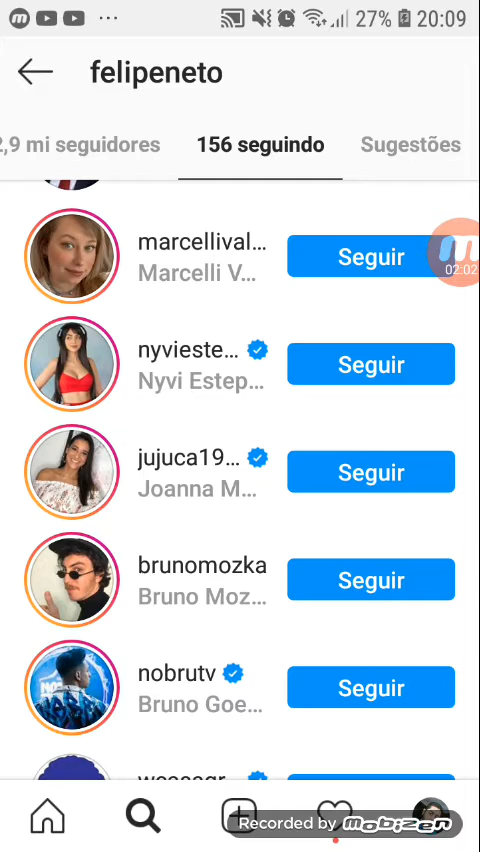 27% 20:09
felipeneto
2,9 mi seguidores 156 seguindo Sugestões
marcellival...
Marcelli V...
Seguir
02:02
nyvieste...
Nyvi Estep...
Seguir
jujuca19...
Joanna M...
Seguir
brunomozka
Bruno Moz...
Seguir
nobrutv
Bruno Goe...
Seguir
Recorded by mobizen